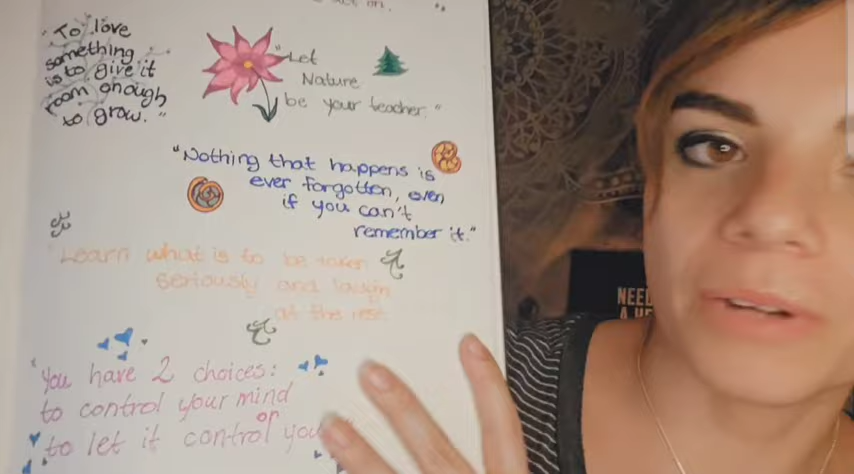 "To love
something
is to give it
room enough
to grow."
"Let
Nature
be your teacher."
"Nothing that happens is
ever forgotten, even
if you can't
remember it."
"Learn what is to be taken
seriously and laugh
at the rest
"You have 2 choices:
to control your mind
or
to let it control you
NEED
A HE